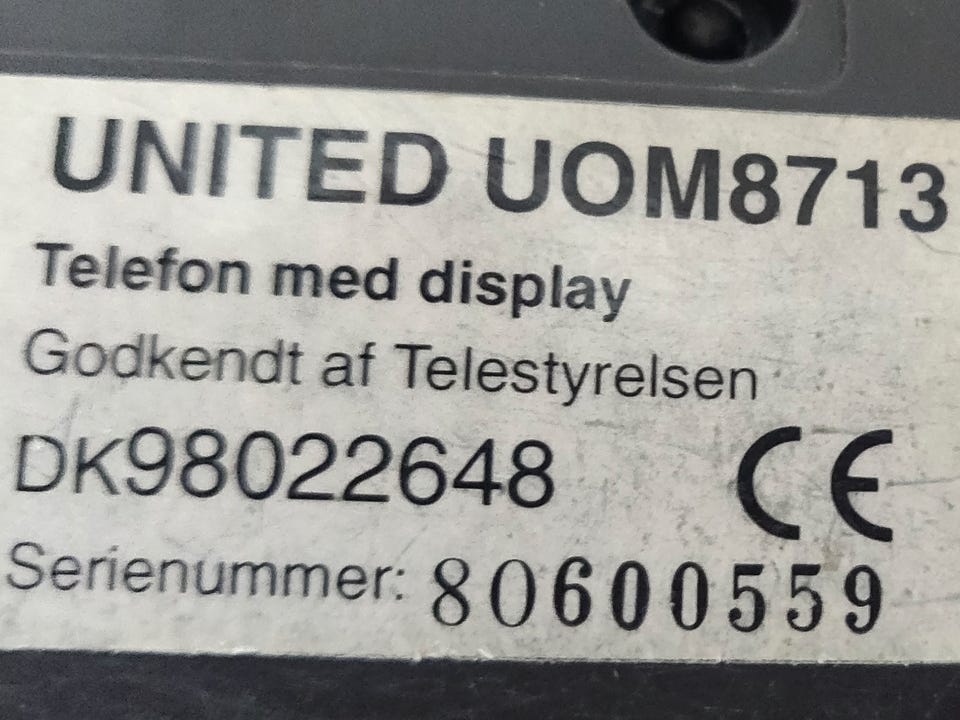 UNITED UOM8713
Telefon med display
Godkendt af Telestyrelsen
DK98022648 CE
Serienummer: 80600559